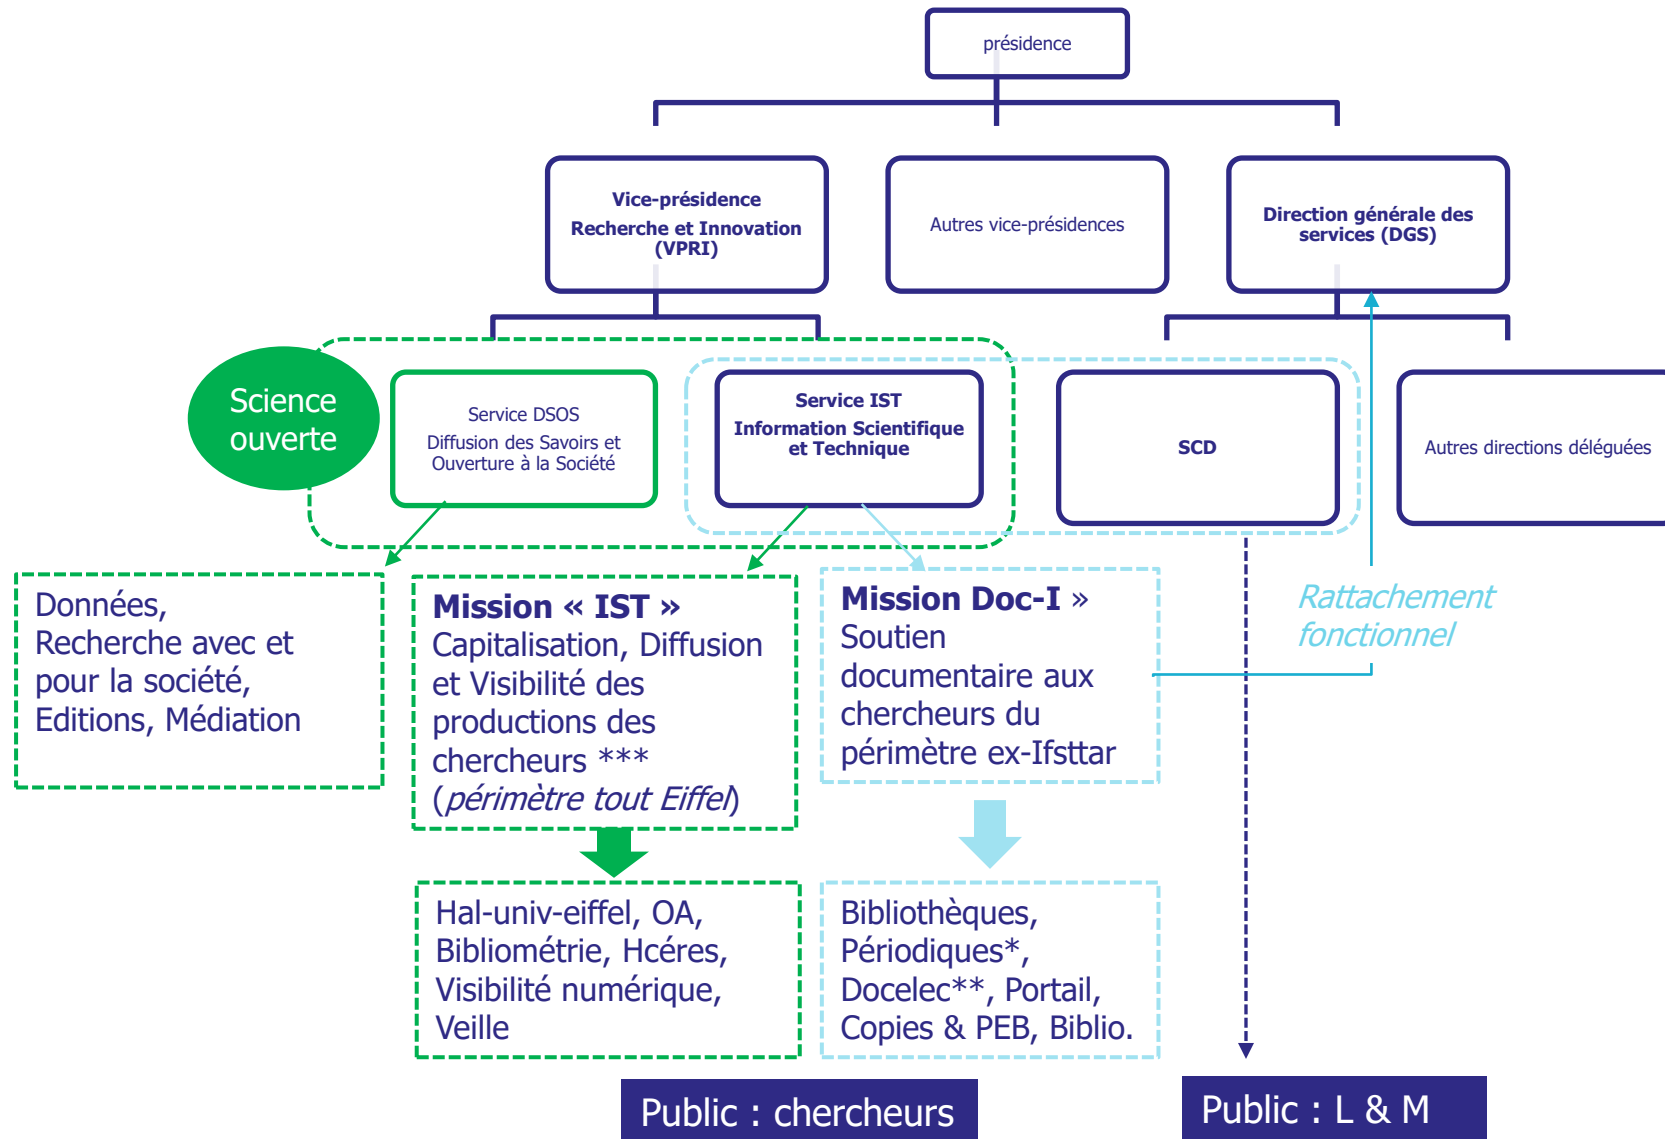 présidence
Vice-présidence
Recherche et Innovation
(VPRI)
Autres vice-présidences
Direction générale des
services (DGS)
Science
ouverte
Service DSOS
Diffusion des Savoirs et
Ouverture à la Société
Service IST
Information Scientifique
et Technique
SCD
Autres directions déléguées
Données,
Recherche avec et
pour la société,
Editions, Médiation
Mission « IST »
Capitalisation, Diffusion
et Visibilité des
productions des
chercheurs ***
(périmètre tout Eiffel)
Mission Doc-I »
Soutien
documentaire aux
chercheurs du
périmètre ex-Ifsttar
Rattachement
fonctionnel
Hal-univ-eiffel, OA,
Bibliométrie, Hcéres,
Visibilité numérique,
Veille
Bibliothèques,
Périodiques*,
Docelec**, Portail,
Copies & PEB, Biblio.
Public : chercheurs
Public : L & M